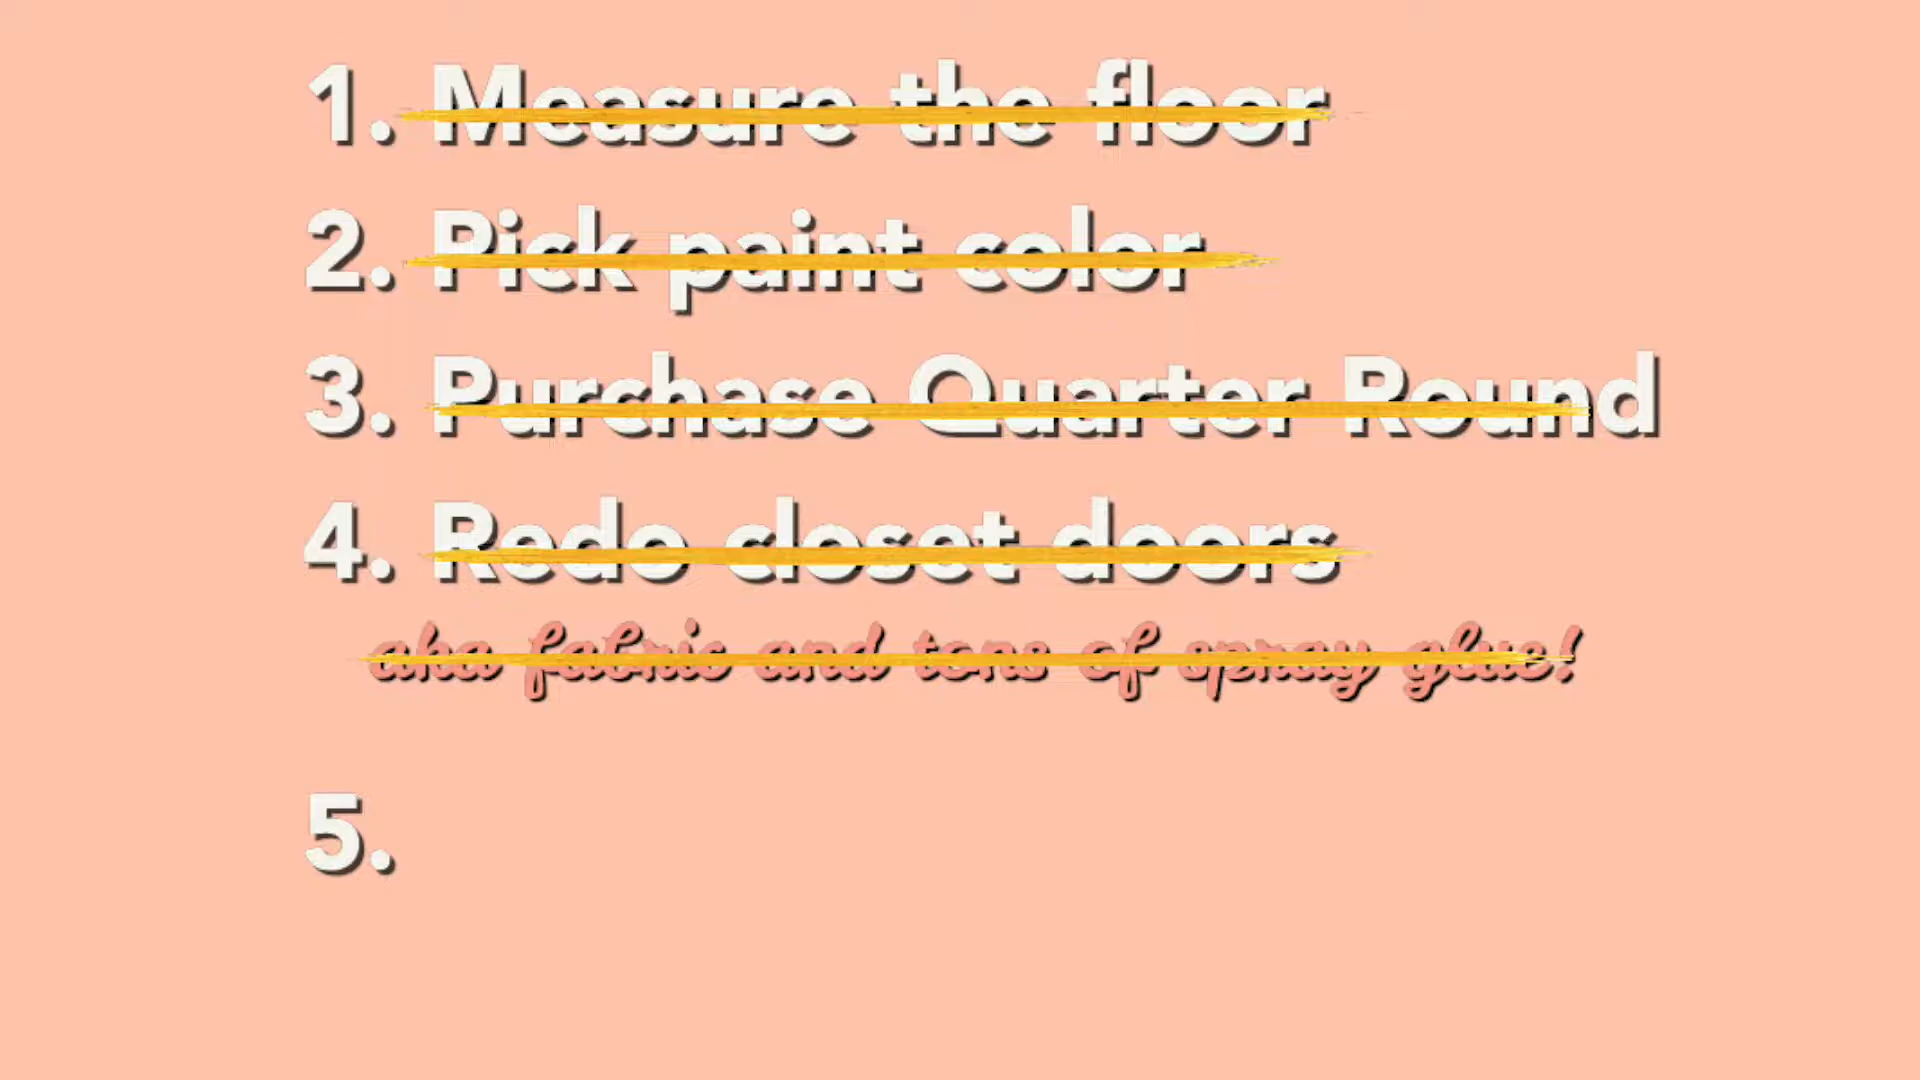 1. Measure the floor
2. Pick paint color
3. Purchase Quarter Round
4. Redo closet doors
aka fabric and tons of spray glue!
5.